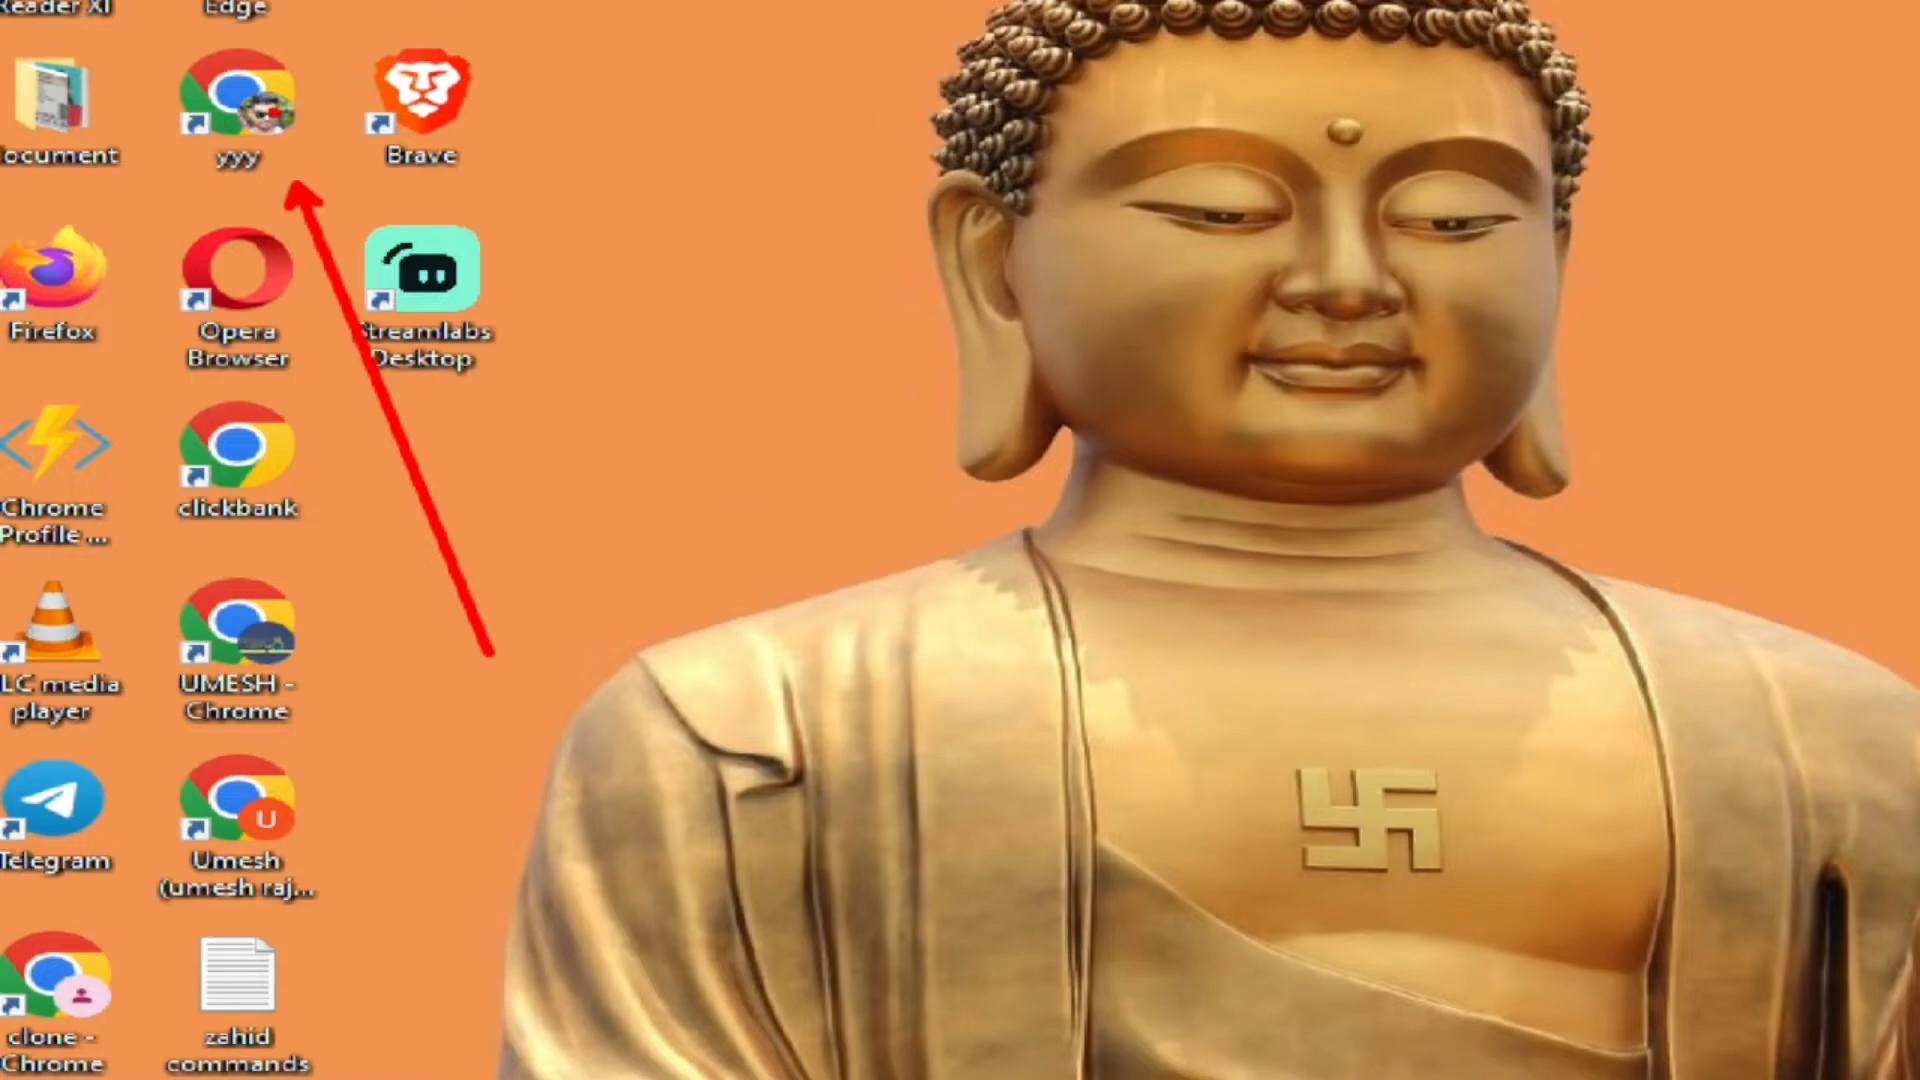 Reader XI
Edge
ocument
yyy
Brave
Firefox
Opera
Browser
Streamlabs
Desktop
Chrome
Profile ...
clickbank
LC media
player
UMESH -
Chrome
Telegram
Umesh
(umesh raj...
U
clone -
Chrome
zahid
commands